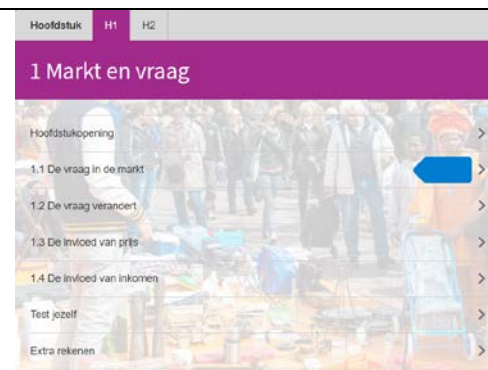 Hoofdstuk H1 H2
1 Markt en vraag
Hoofdstukopening
1.1 De vraag in de markt
1.2 De vraag verandert
1.3 De invloed van prijs
1.4 De invloed van inkomen
Test jezelf
Extra rekenen